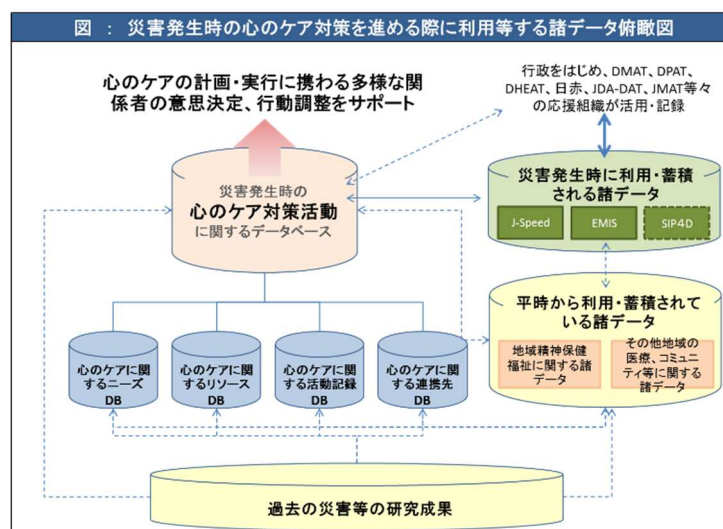 図 ： 災害発生時の心のケア対策を進める際に利用等する諸データ俯瞰図
心のケアの計画・実行に携わる多様な関
係者の意思決定、行動調整をサポート
行政をはじめ、DMAT、DPAT、
DHEAT、日赤、JDA-DAT、JMAT等々
の応援組織が活用・記録
災害発生時の
心のケア対策活動
に関するデータベース
災害発生時に利用・蓄積
される諸データ
J-Speed
EMIS
SIP4D
平時から利用・蓄積されて
いる諸データ
地域精神保健
福祉に関する諸
データ
その他地域の
医療、コミュニ
ティ等に関する
諸データ
心のケアに関
するニーズ
DB
心のケアに関
するリソース
DB
心のケアに関
する活動記録
DB
心のケアに関
する連携先
DB
過去の災害等の研究成果